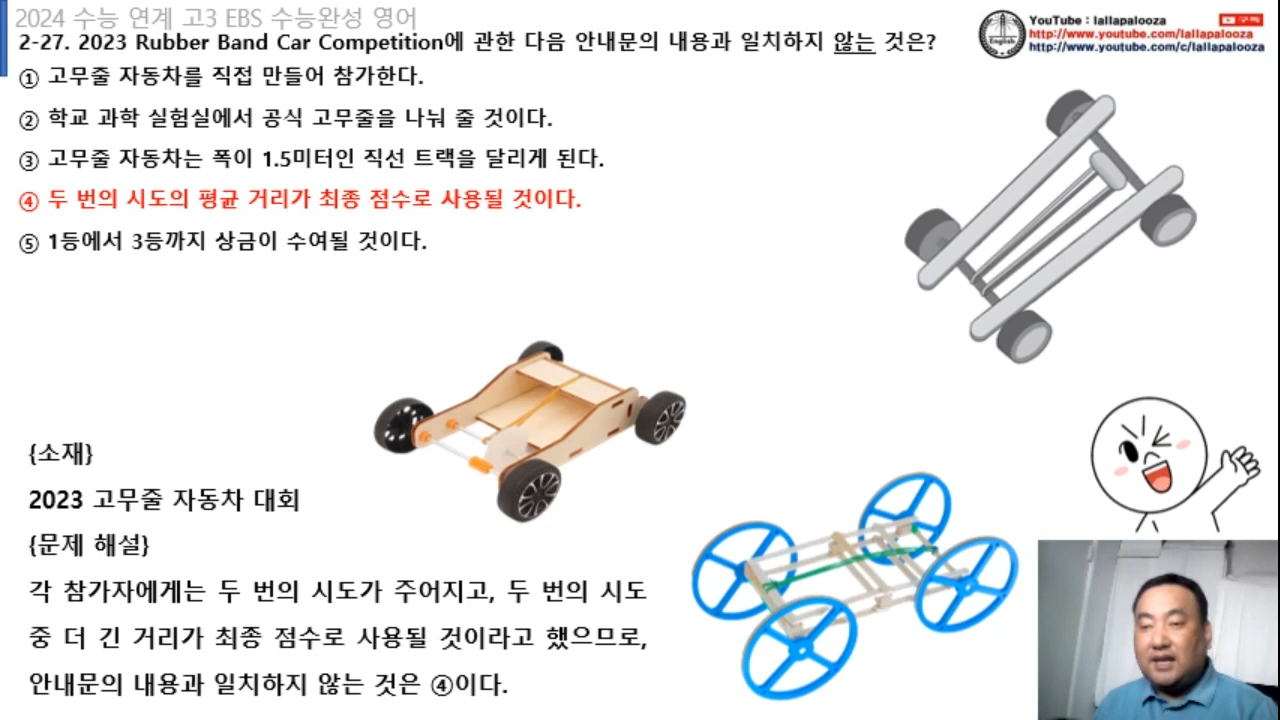 2024 수능 연계 고3 EBS 수능완성 영어
2-27. 2023 Rubber Band Car Competition에 관한 다음 안내문의 내용과 일치하지 않는 것은?
① 고무줄 자동차를 직접 만들어 참가한다.
② 학교 과학 실험실에서 공식 고무줄을 나눠 줄 것이다.
③ 고무줄 자동차는 폭이 1.5미터인 직선 트랙을 달리게 된다.
④ 두 번의 시도의 평균 거리가 최종 점수로 사용될 것이다.
⑤ 1등에서 3등까지 상금이 수여될 것이다.
YouTube : lallapalooza
구독
http://www.youtube.com/lallapalooza
http://www.youtube.com/c/lallapalooza
English
{소재}
2023 고무줄 자동차 대회
{문제 해설}
각 참가자에게는 두 번의 시도가 주어지고, 두 번의 시도
중 더 긴 거리가 최종 점수로 사용될 것이라고 했으므로,
안내문의 내용과 일치하지 않는 것은 ④이다.